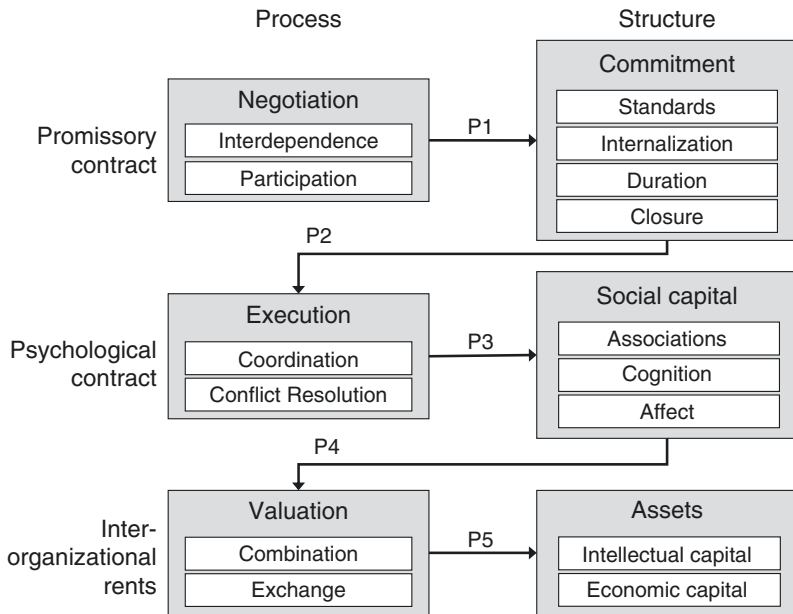 Process
Structure
Promissory
contract
Negotiation
Interdependence
Participation
P1
Commitment
Standards
Internalization
Duration
Closure
P2
Psychological
contract
Execution
Coordination
Conflict Resolution
P3
Social capital
Associations
Cognition
Affect
P4
Inter-
organizational
rents
Valuation
Combination
Exchange
P5
Assets
Intellectual capital
Economic capital